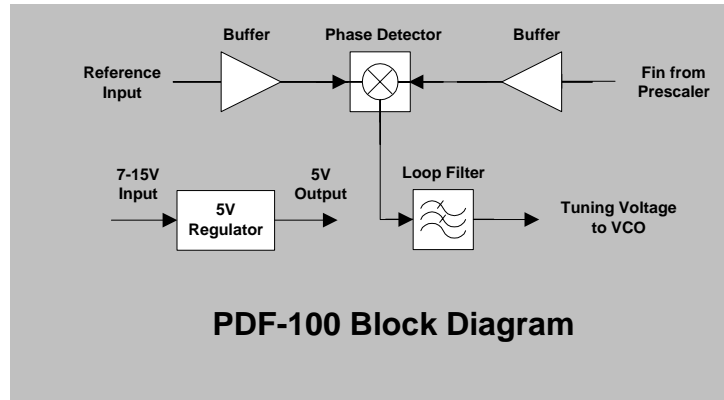 Buffer
Phase Detector
Buffer
Reference
Input
Fin from
Prescaler
7-15V
Input
5V
Output
Loop Filter
5V
Regulator
Tuning Voltage
to VCO
PDF-100 Block Diagram